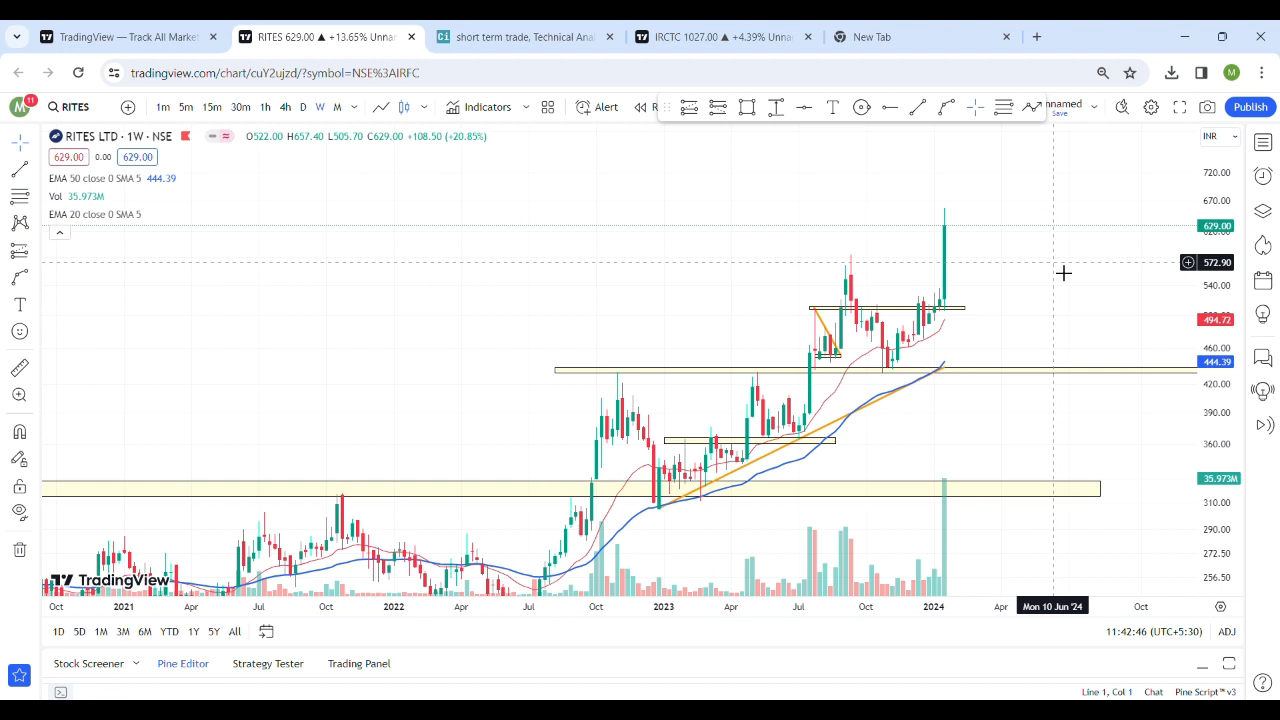 TradingView — Track All Market
RITES 629.00 ▲ +13.65% Unnar
short term trade, Technical Anal
IRCTC 1027.00 ▲ +4.39% Unna
New Tab
tradingview.com/chart/cuY2ujzd/?symbol=NSE%3AIRFC
M
M 11 RITES 1m 5m 15m 30m 1h 4h D W M Indicators Alert R nnamed Save Publish
RITES LTD · 1W · NSE O522.00 H657.40 L505.70 C629.00 +108.50 (+20.85%)
INR
629.00 0.00 629.00
EMA 50 close 0 SMA 5 444.39
Vol 35.973M
EMA 20 close 0 SMA 5
720.00
670.00
629.00
572.90
540.00
494.72
460.00
444.39
420.00
390.00
360.00
35.973M
310.00
290.00
272.50
256.50
TradingView
Oct 2021 Apr Jul Oct 2022 Apr Jul Oct 2023 Apr Jul Oct 2024 Apr Mon 10 Jun '24 Oct
1D 5D 1M 3M 6M YTD 1Y 5Y All 11:42:46 (UTC+5:30) ADJ
Stock Screener Pine Editor Strategy Tester Trading Panel
Line 1, Col 1 Chat Pine Script™ v3